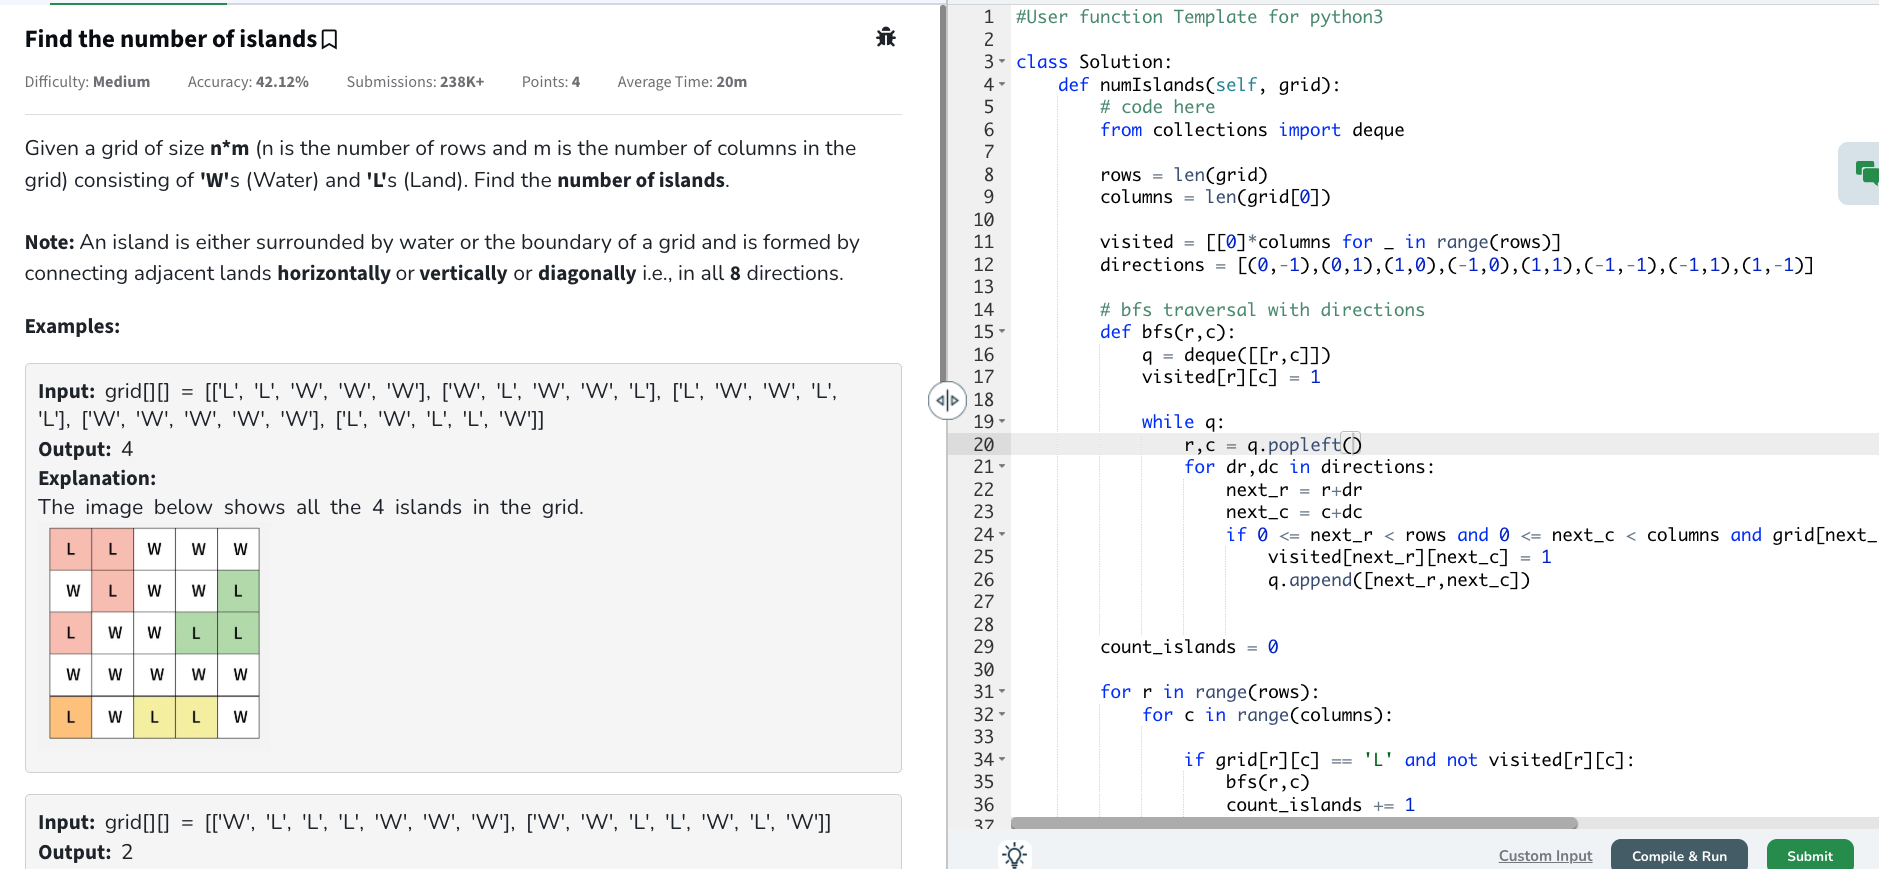 Find the number of islands
Difficulty: Medium Accuracy: 42.12% Submissions: 238K+ Points: 4 Average Time: 20m
Given a grid of size n*m (n is the number of rows and m is the number of columns in the
grid) consisting of 'W's (Water) and 'L's (Land). Find the number of islands.
Note: An island is either surrounded by water or the boundary of a grid and is formed by
connecting adjacent lands horizontally or vertically or diagonally i.e., in all 8 directions.
Examples:
Input: grid[][] = [['L', 'L', 'W', 'W', 'W'], ['W', 'L', 'W', 'W', 'L'], ['L', 'W', 'W', 'L',
'L'], ['W', 'W', 'W', 'W', 'W'], ['L', 'W', 'L', 'L', 'W']]
Output: 4
Explanation:
The image below shows all the 4 islands in the grid.
L L W W W
W L W W L
L W W L L
W W W W W
L W L L W
Input: grid[][] = [['W', 'L', 'L', 'L', 'W', 'W', 'W'], ['W', 'W', 'L', 'L', 'W', 'L', 'W']]
Output: 2
1 #User function Template for python3
2
3 class Solution:
4 def numIslands(self, grid):
5 # code here
6 from collections import deque
7
8 rows = len(grid)
9 columns = len(grid[0])
10
11 visited = [[0]*columns for _ in range(rows)]
12 directions = [(0,-1),(0,1),(1,0),(-1,0),(1,1),(-1,-1),(-1,1),(1,-1)]
13
14 # bfs traversal with directions
15 def bfs(r,c):
16 q = deque([[r,c]])
17 visited[r][c] = 1
18
19 while q:
20 r,c = q.popleft()
21 for dr,dc in directions:
22 next_r = r+dr
23 next_c = c+dc
24 if 0 <= next_r < rows and 0 <= next_c < columns and grid[next_
25 visited[next_r][next_c] = 1
26 q.append([next_r,next_c])
27
28
29 count_islands = 0
30
31 for r in range(rows):
32 for c in range(columns):
33
34 if grid[r][c] == 'L' and not visited[r][c]:
35 bfs(r,c)
36 count_islands += 1
37
Custom Input Compile & Run Submit